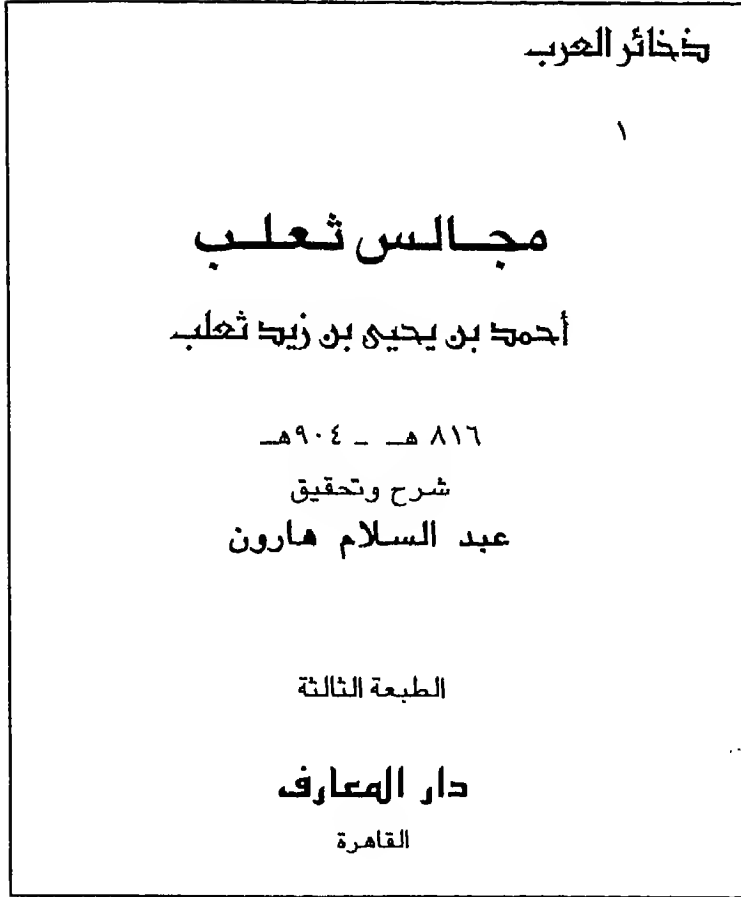 ذخائر العرب
١
مجالس ثعلب
أحمد بن يحيى بن زيد ثعلب
٨١٦ هـ - ٩٠٤هـ
شرح وتحقيق
عبد السلام هارون
الطبعة الثالثة
دار المعارف
القاهرة